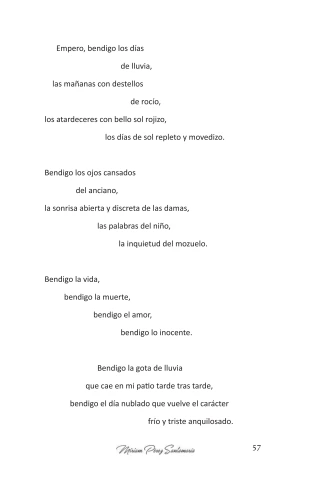 Empero, bendigo los días
de lluvia,
las mañanas con destellos
de rocío,
los atardeceres con bello sol rojizo,
los días de sol repleto y movedizo.
Bendigo los ojos cansados
del anciano,
la sonrisa abierta y discreta de las damas,
las palabras del niño,
la inquietud del mozuelo.
Bendigo la vida,
bendigo la muerte,
bendigo el amor,
bendigo lo inocente.
Bendigo la gota de lluvia
que cae en mi patio tarde tras tarde,
bendigo el día nublado que vuelve el carácter
frío y triste anquilosado.
Míriam Pérez Santamaría 57